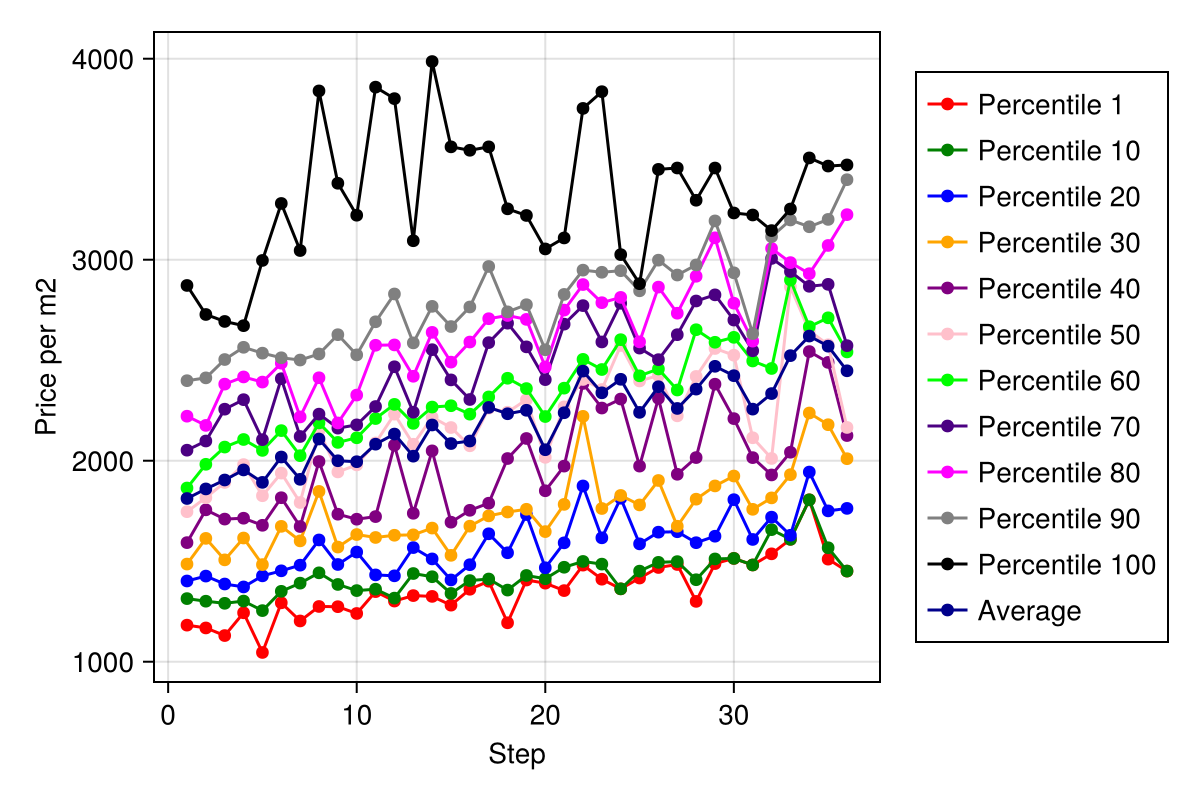 4000
3000
2000
1000
Price per m2
0 10 20 30
Step
Percentile 1
Percentile 10
Percentile 20
Percentile 30
Percentile 40
Percentile 50
Percentile 60
Percentile 70
Percentile 80
Percentile 90
Percentile 100
Average